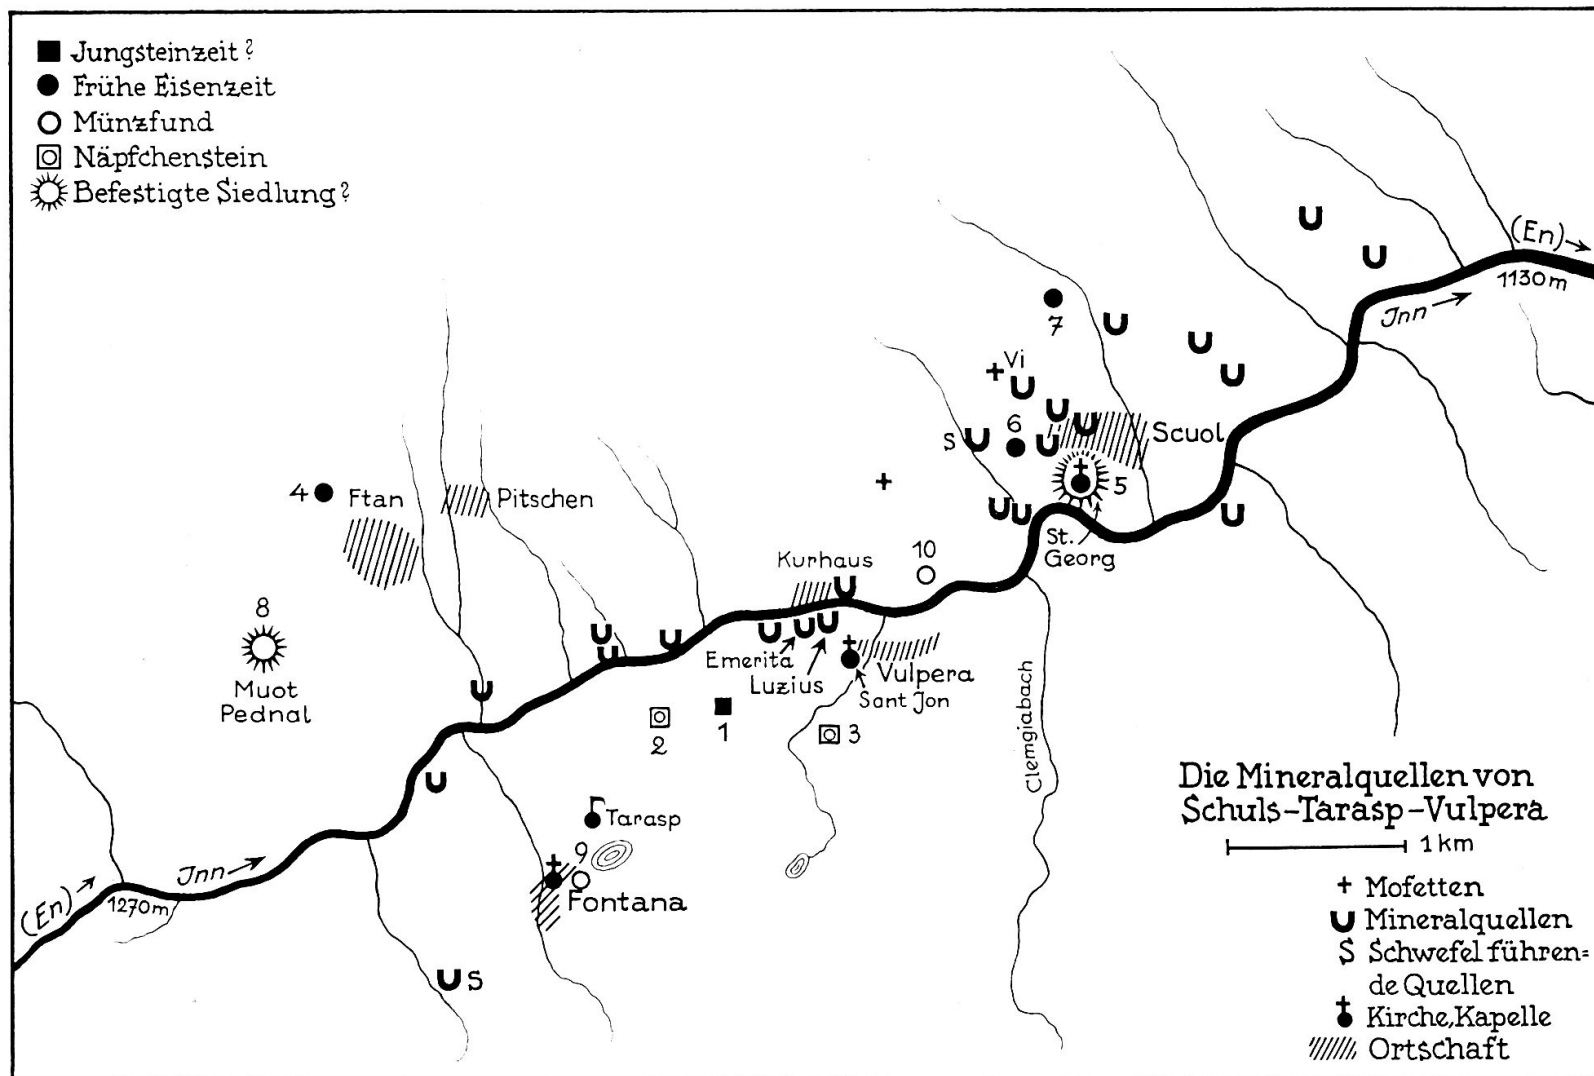 Jungsteinzeit?
Frühe Eisenzeit
Münzfund
Näpfchenstein
Befestigte Siedlung?
(En)
1130m
Jnn
7
Vi
6
S
Scuol
5
St.
Georg
4
Ftan
Pitschen
10
Kurhaus
8
Muot
Pednal
Emerita
Luzius
Vulpera
Sant Jon
2
1
3
Clemgiabach
Tarasp
9
Fontana
Jnn
(En)
1270m
S
Die Mineralquellen von
Schuls-Tarasp-Vulpera
1 km
+ Mofetten
U Mineralquellen
S Schwefel führen=
de Quellen
Kirche, Kapelle
Ortschaft